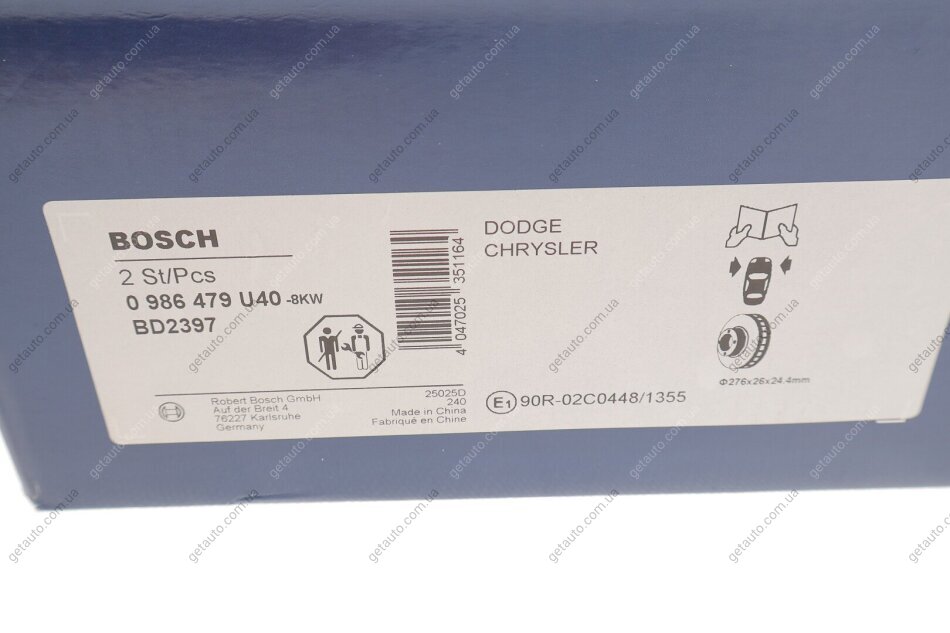 BOSCH
2 St/Pcs
0 986 479 U40 -8KW
BD2397
4 047025 351164
Robert Bosch GmbH
Auf der Breit 4
76227 Karlsruhe
Germany
25025D
240
Made in China
Fabriqué en Chine
DODGE
CHRYSLER
E1 90R-02C0448/1355
Φ276x26x24.4mm
getauto.com.ua